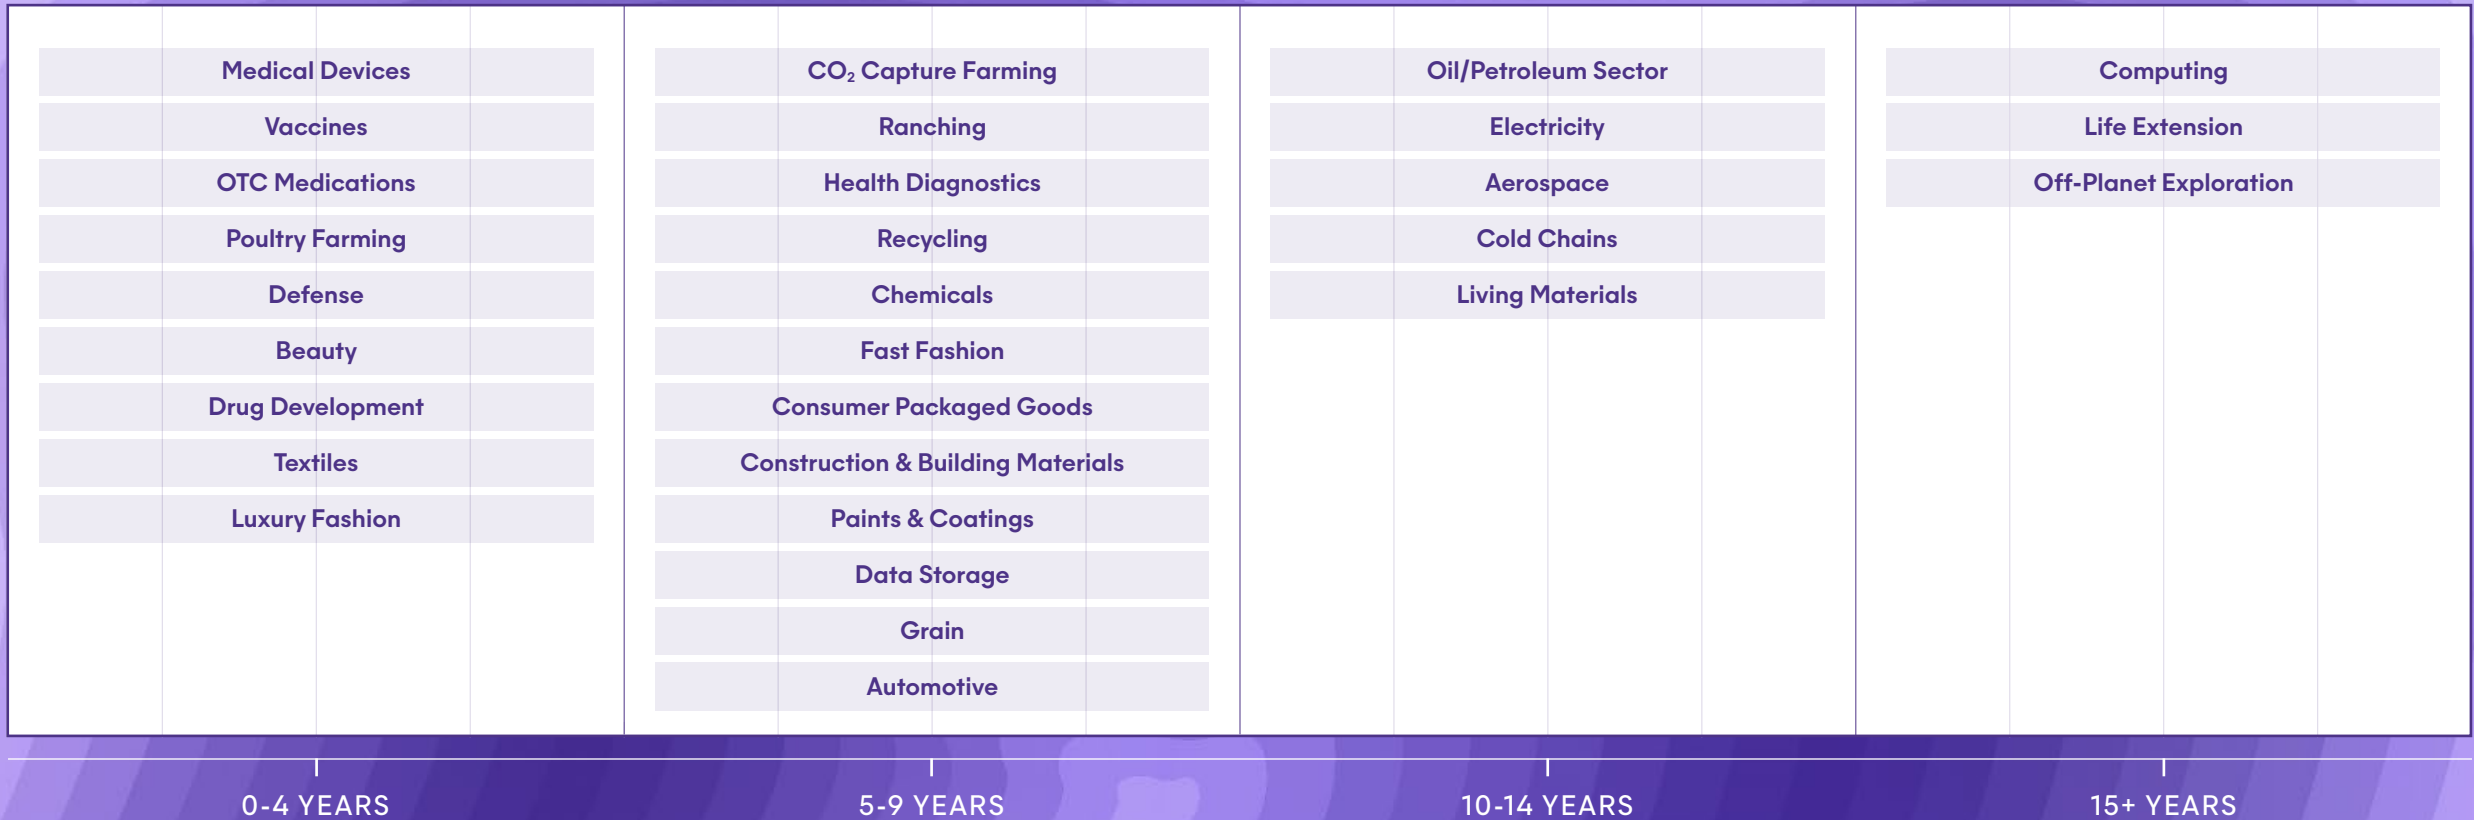 Medical Devices
Vaccines
OTC Medications
Poultry Farming
Defense
Beauty
Drug Development
Textiles
Luxury Fashion
CO₂ Capture Farming
Ranching
Health Diagnostics
Recycling
Chemicals
Fast Fashion
Consumer Packaged Goods
Construction & Building Materials
Paints & Coatings
Data Storage
Grain
Automotive
Oil/Petroleum Sector
Electricity
Aerospace
Cold Chains
Living Materials
Computing
Life Extension
Off-Planet Exploration
0-4 YEARS
5-9 YEARS
10-14 YEARS
15+ YEARS